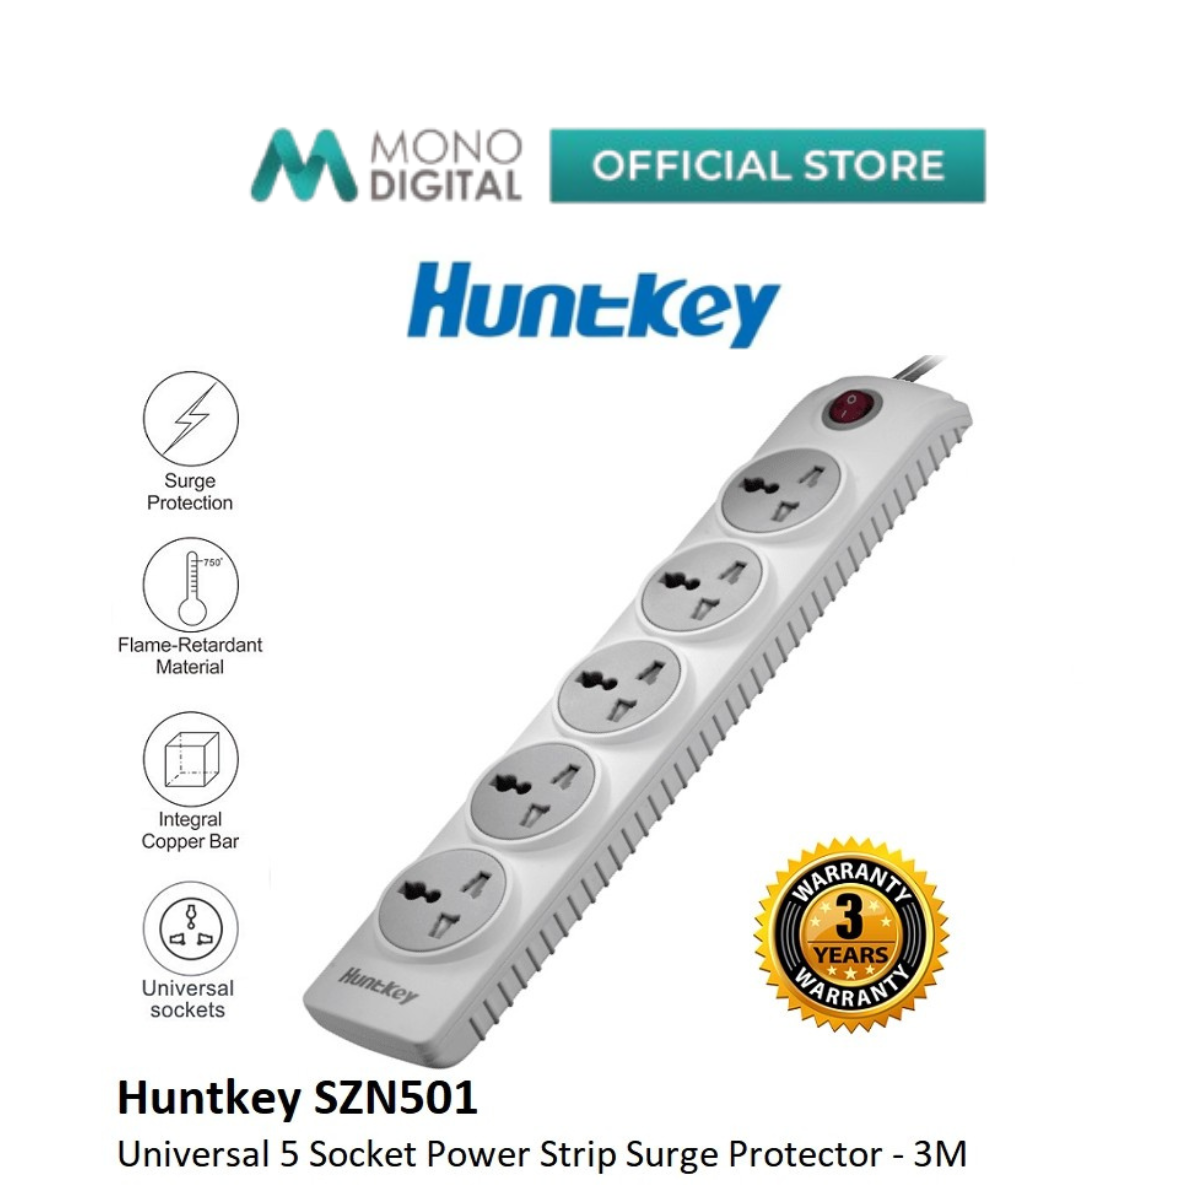 MONO
DIGITAL
OFFICIAL STORE
Huntkey
Surge
Protection
750°
Flame-Retardant
Material
Integral
Copper Bar
Universal
sockets
Huntkey
WARRANTY
3
YEARS
WARRANTY
Huntkey SZN501
Universal 5 Socket Power Strip Surge Protector - 3M